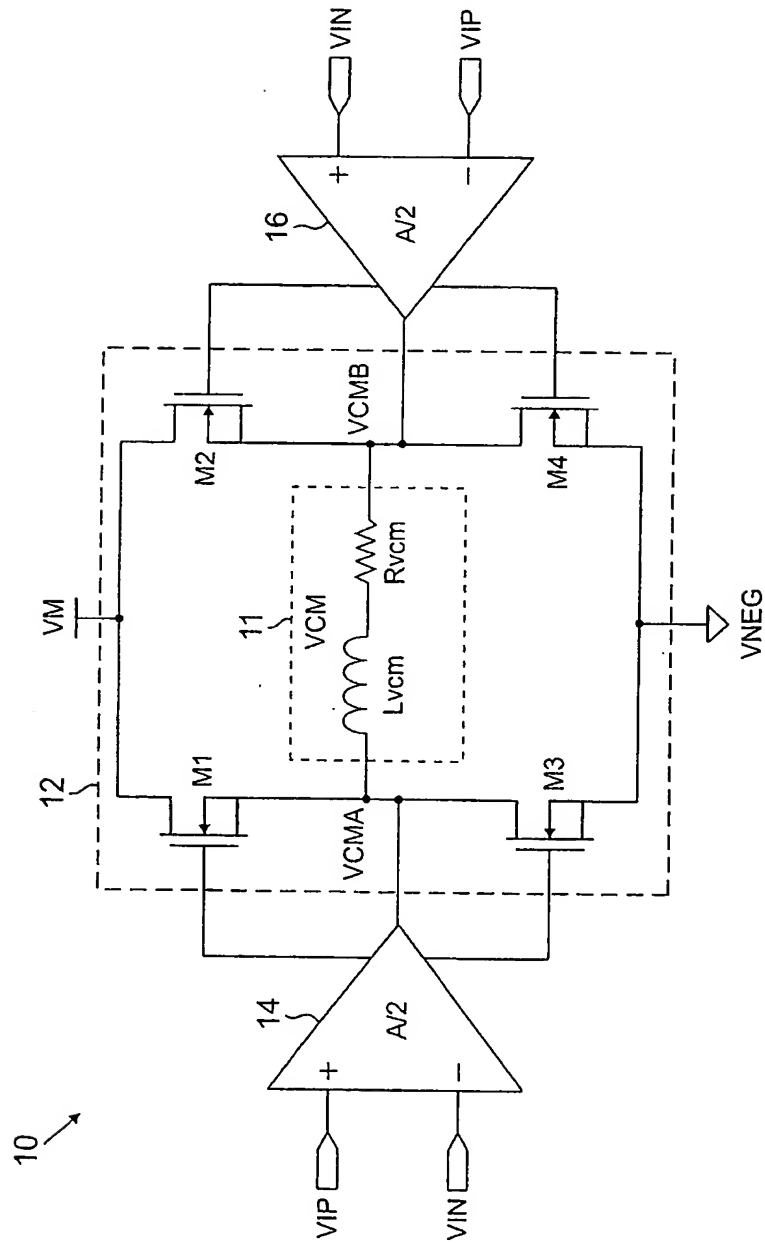 10
12
VM
M1
M2
14
16
+
A/2
−
+
A/2
−
VIP
VIN
VIN
VIP
VCMA
VCMB
11
VCM
Lvcm
Rvcm
M3
M4
VNEG